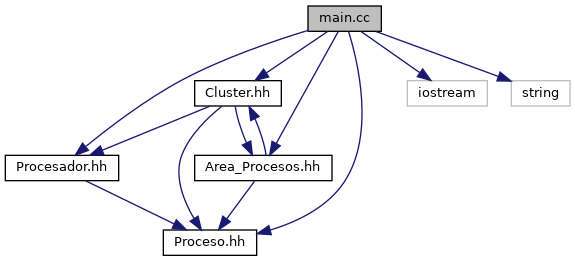 main.cc
Cluster.hh
iostream
string
Procesador.hh
Area_Procesos.hh
Proceso.hh